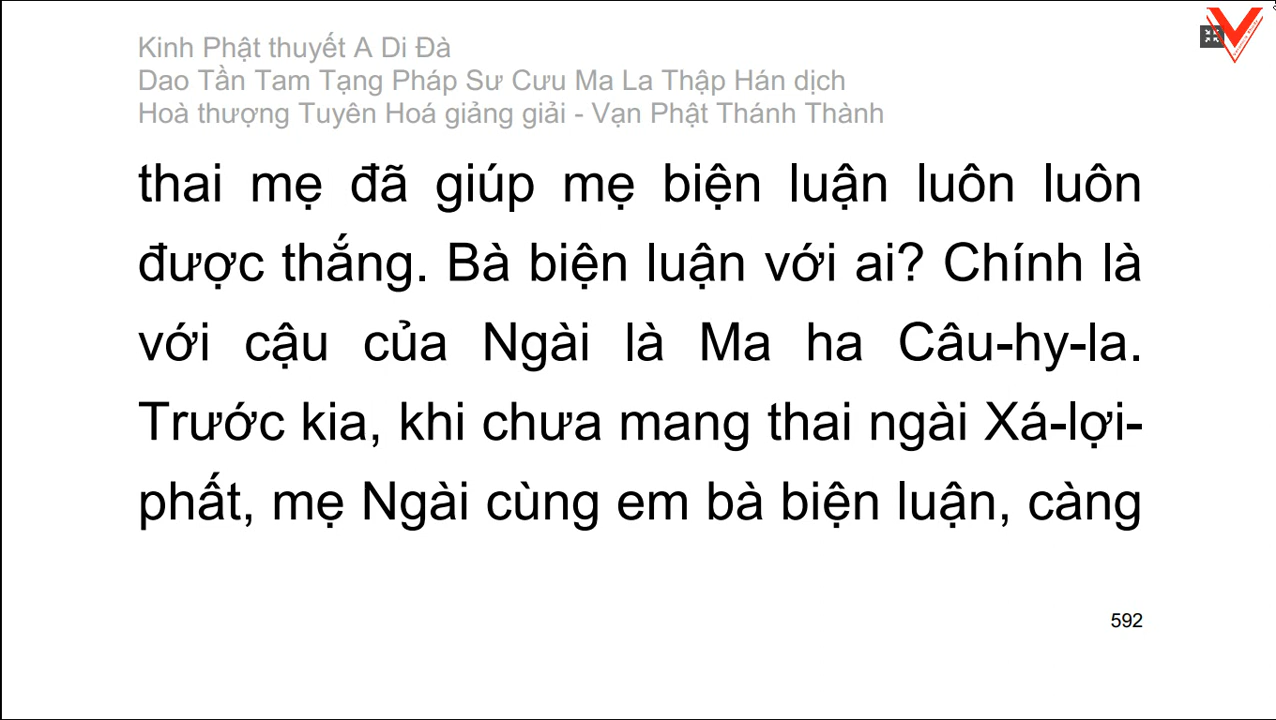 Kinh Phật thuyết A Di Đà
Dao Tần Tam Tạng Pháp Sư Cưu Ma La Thập Hán dịch
Hoà thượng Tuyên Hoá giảng giải - Vạn Phật Thánh Thành
thai mẹ đã giúp mẹ biện luận luôn luôn
được thắng. Bà biện luận với ai? Chính là
với cậu của Ngài là Ma ha Câu-hy-la.
Trước kia, khi chưa mang thai ngài Xá-lợi-
phất, mẹ Ngài cùng em bà biện luận, càng
592